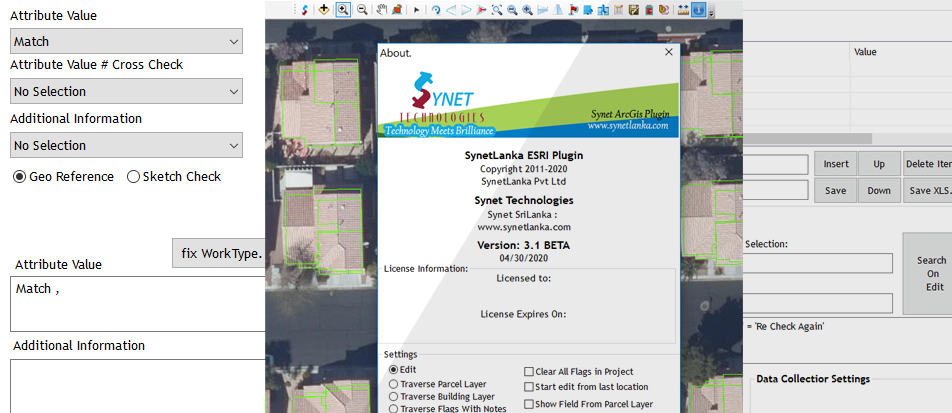 Attribute Value
Match
Attribute Value # Cross Check
No Selection
Additional Information
No Selection
Geo Reference
Sketch Check
fix WorkType.
Attribute Value
Match ,
Additional Information
About.
SYNET
TECHNOLOGIES
Technology Meets Brilliance
Synet ArcGis Plugin
www.synetlanka.com
SynetLanka ESRI Plugin
Copyright 2011-2020
SynetLanka Pvt Ltd
Synet Technologies
Synet SriLanka :
www.synetlanka.com
Version: 3.1 BETA
04/30/2020
License Information:
Licensed to:
License Expires On:
Settings
Edit
Traverse Parcel Layer
Traverse Building Layer
Traverse Flags With Notes
Clear All Flags in Project
Start edit from last location
Show Field From Parcel Layer
Value
Insert
Up
Delete Iter
Save
Down
Save XLS.
Selection:
Search
On
Edit
= 'Re Check Again'
Data Collectior Settings